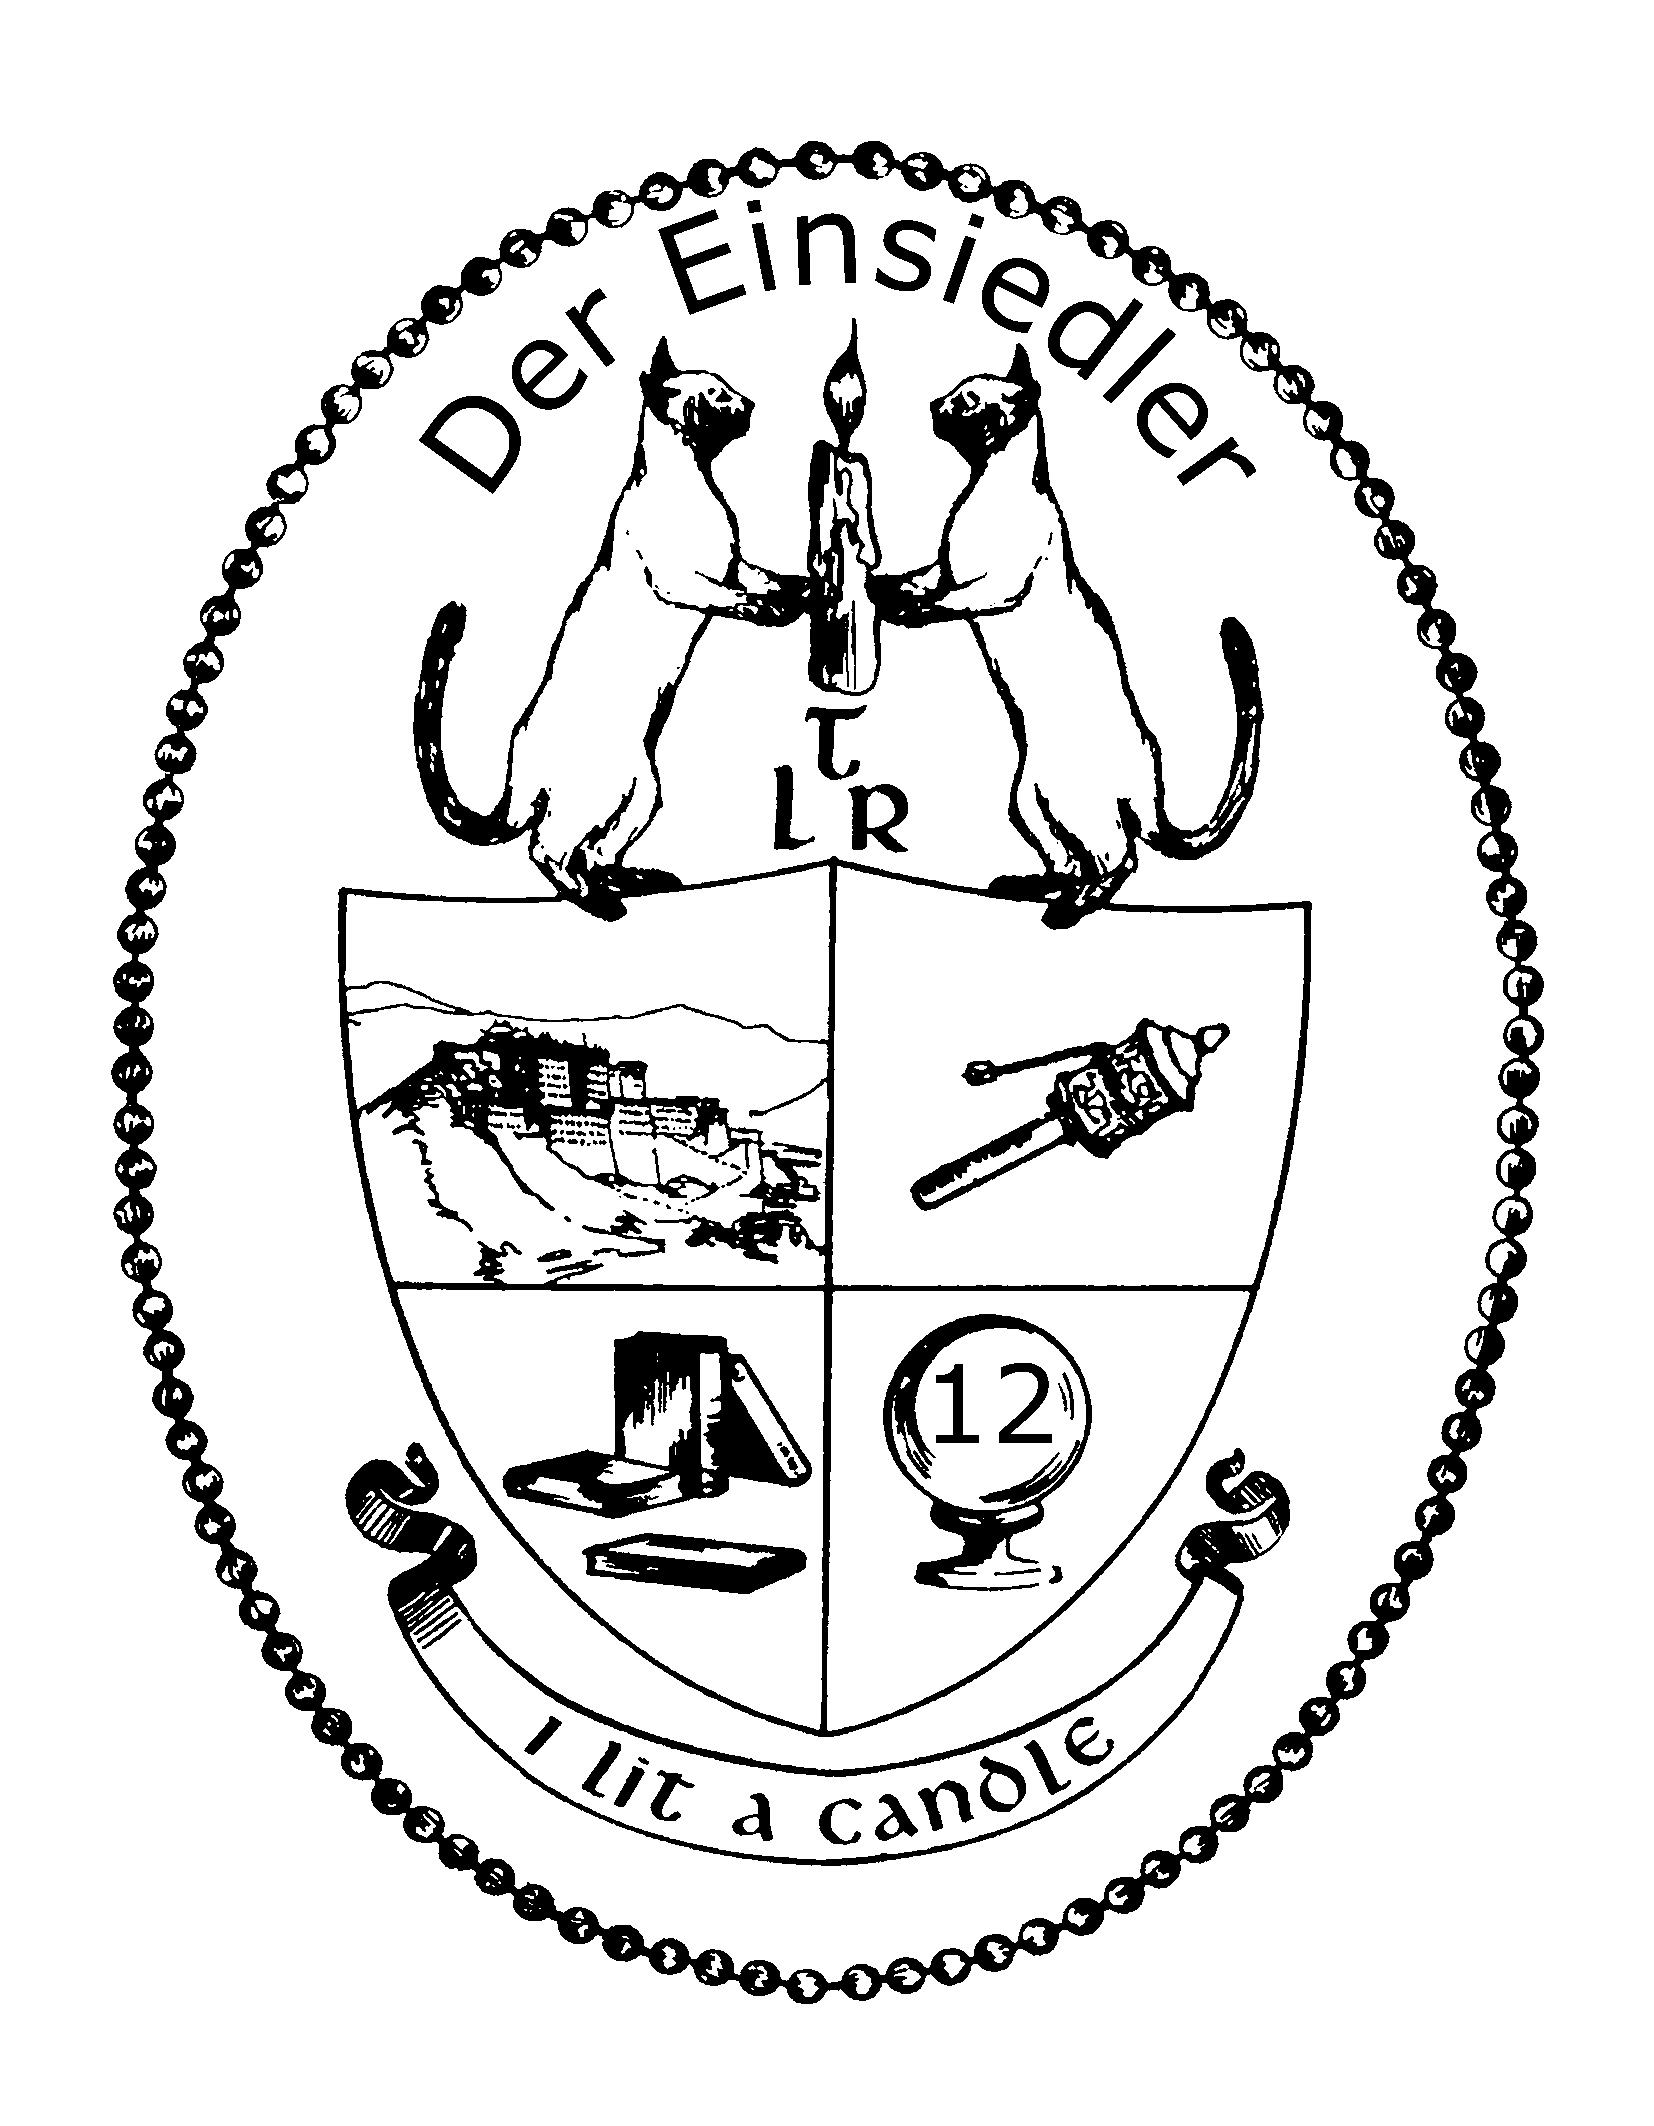 Der Einsiedler
T
L R
12
I lit a candle